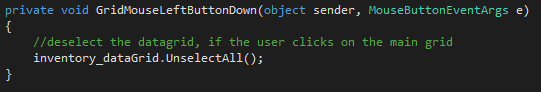 private void GridMouseLeftButtonDown(object sender, MouseButtonEventArgs e)
{
//deselect the datagrid, if the user clicks on the main grid
inventory_dataGrid.UnselectAll();
}